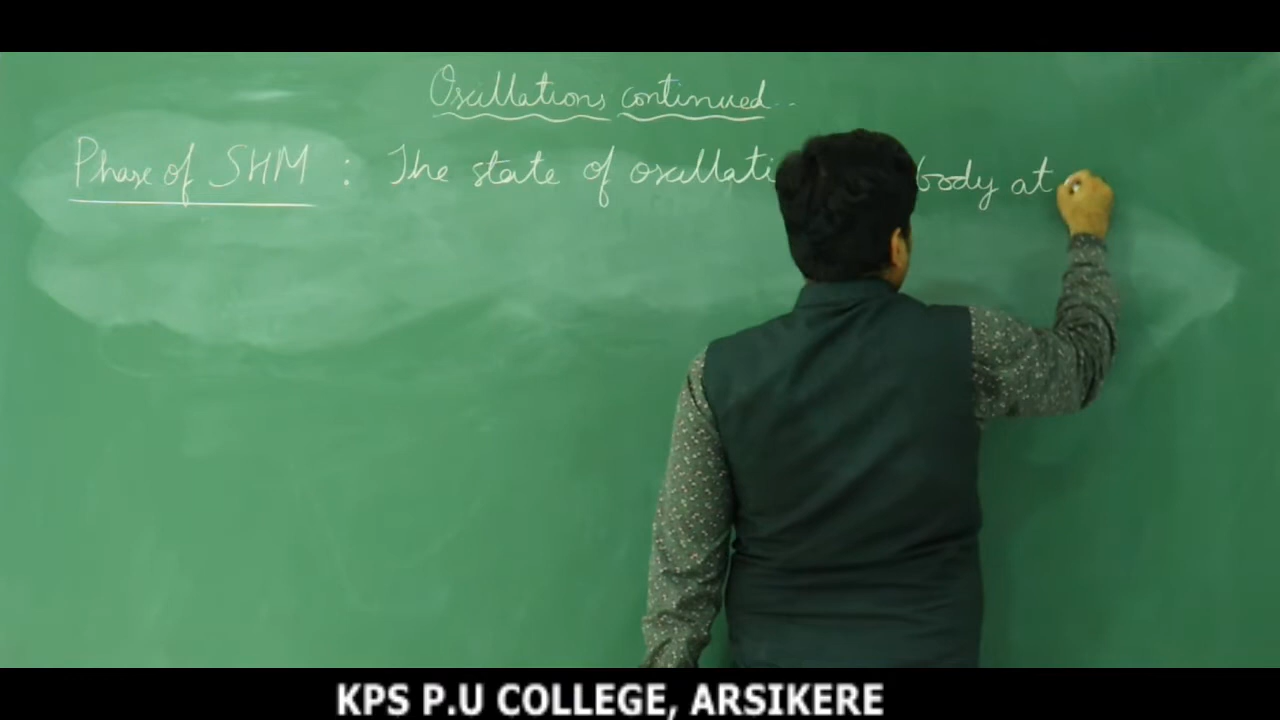 Oscillations continued..
Phase of SHM : The state of oscillati body at
KPS P.U COLLEGE, ARSIKERE